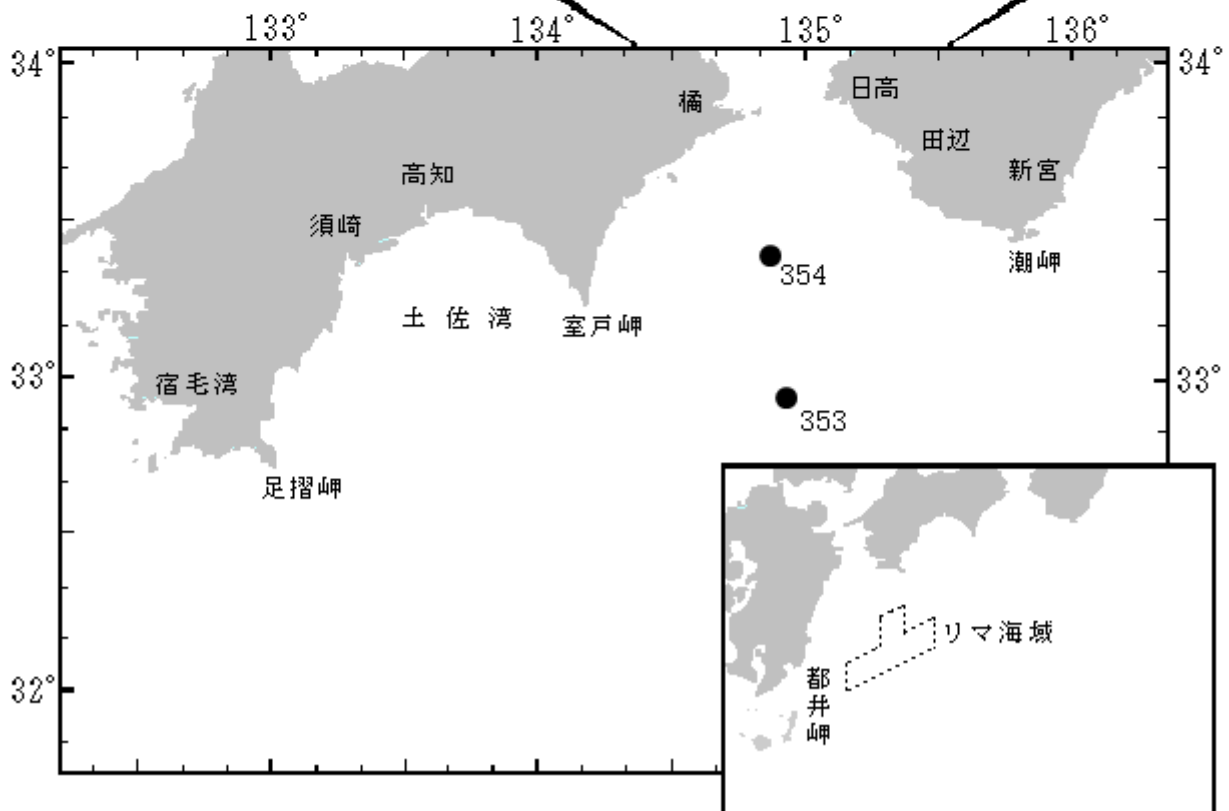 133° 134° 135° 136°
34° 34°
日高
橘
田辺
新宮
高知
須崎
潮岬
354
土佐湾
室戸岬
33° 33°
宿毛湾
353
足摺岬
リマ海域
32°
都井岬